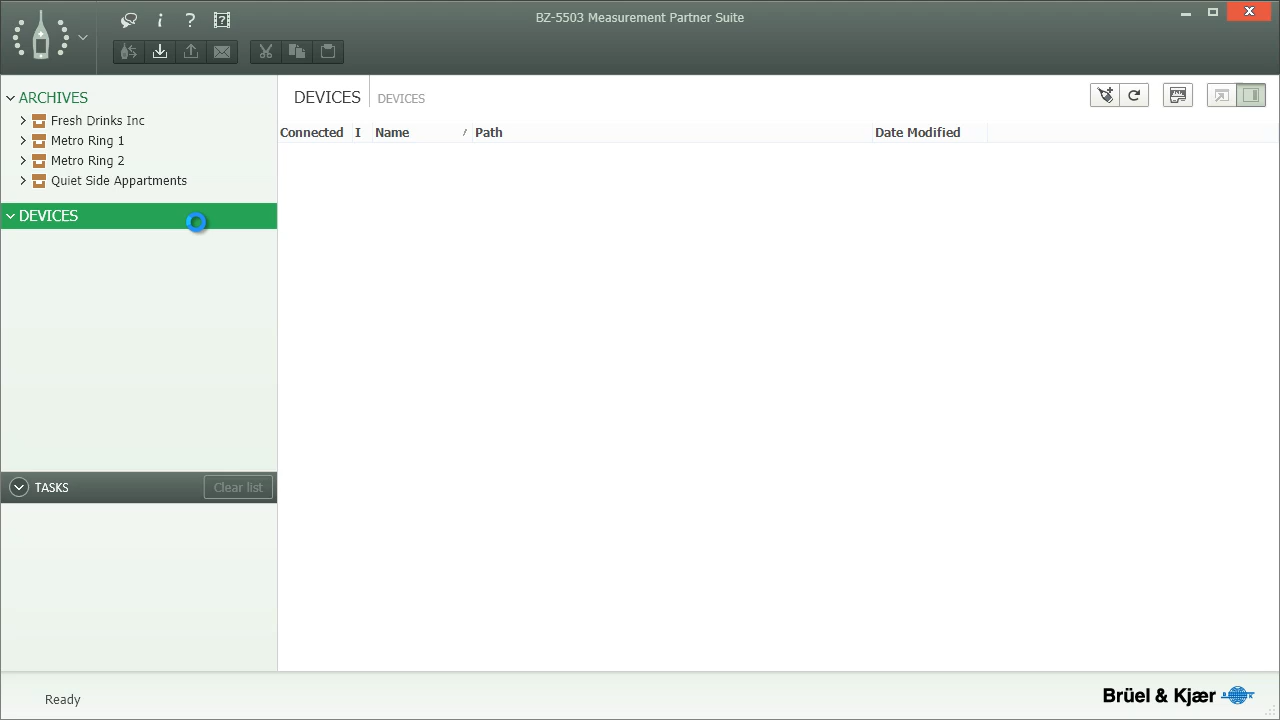 BZ-5503 Measurement Partner Suite
ARCHIVES
Fresh Drinks Inc
Metro Ring 1
Metro Ring 2
Quiet Side Appartments
DEVICES
TASKS
Clear list
DEVICES DEVICES
Connected I Name / Path Date Modified
Ready
Brüel & Kjær